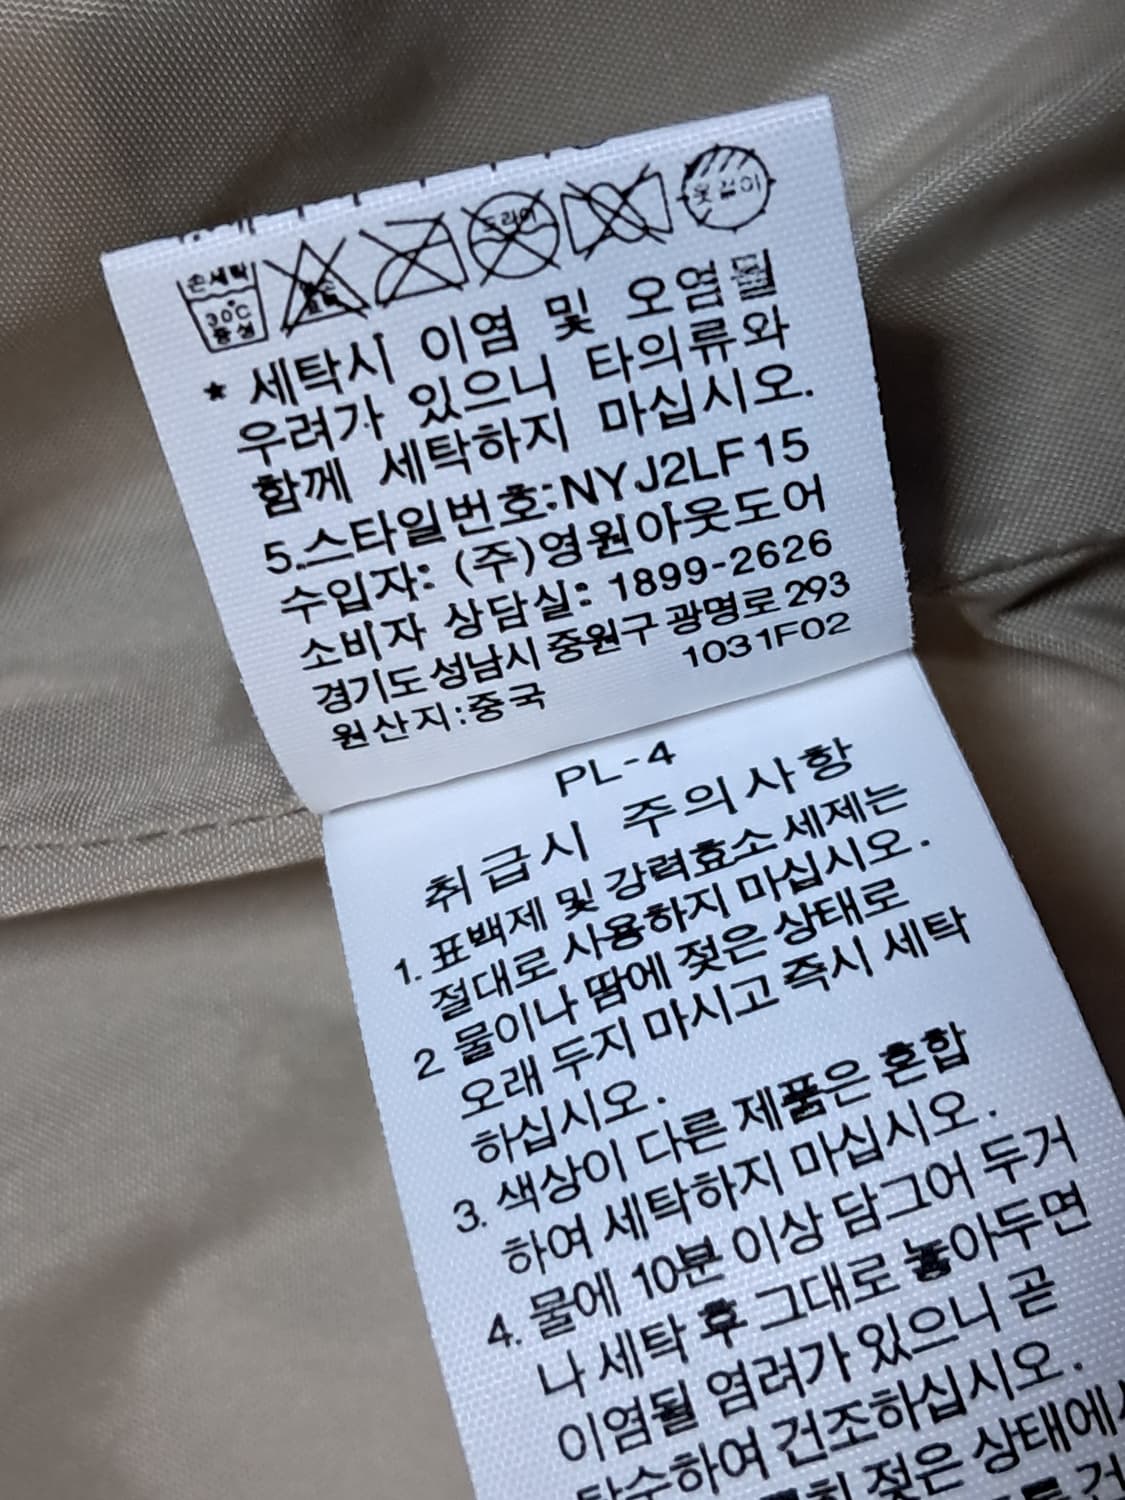 손세탁
30℃
중성
드라이
옷걸이
* 세탁시 이염 및 오염될
우려가 있으니 타의류와
함께 세탁하지 마십시오.
5.스타일번호:NYJ2LF15
수입자: (주)영원아웃도어
소비자 상담실: 1899-2626
경기도성남시 중원구 광명로293
1031F02
원산지:중국
PL-4
취급시 주의사항
1. 표백제 및 강력효소세제는
절대로 사용하지 마십시오.
2 물이나 땀에 젖은 상태로
오래 두지 마시고 즉시 세탁
하십시오.
3. 색상이 다른 제품은 혼합
하여 세탁하지 마십시오.
4. 물에 10분 이상 담그어 두거
나 세탁 후 그대로 놓아두면
이염될 염려가 있으니 곧
탈수하여 건조하십시오.
젖은 상태에서